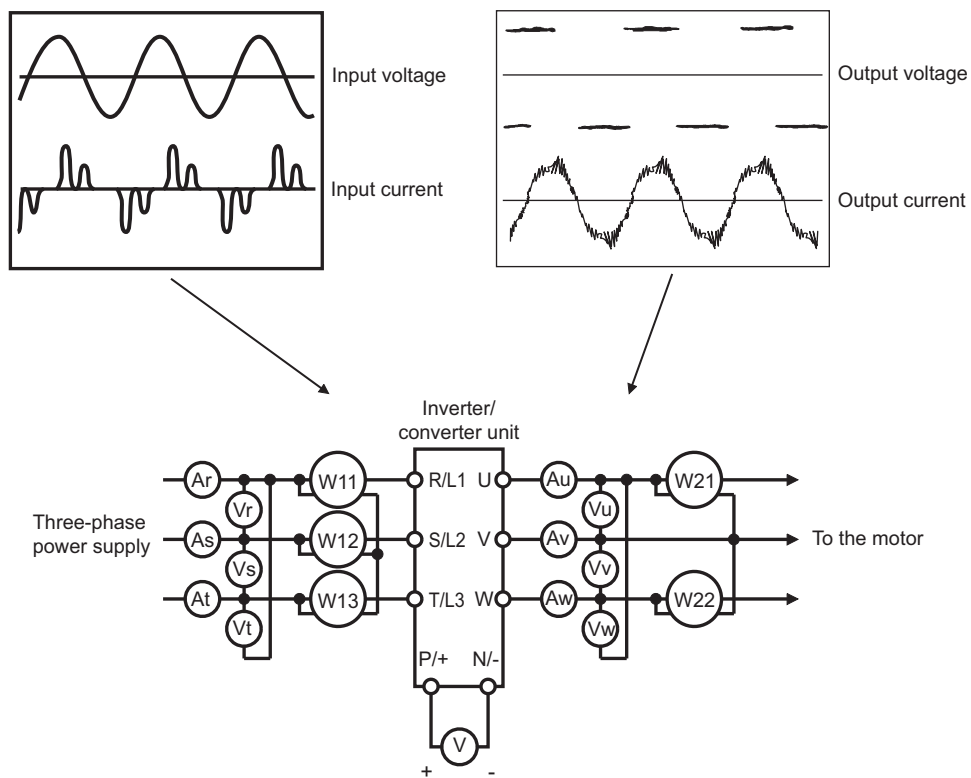 Input voltage
Input current
Output voltage
Output current
Inverter/
converter unit
Three-phase
power supply
Ar
As
At
Vr
Vs
Vt
W11
W12
W13
R/L1
S/L2
T/L3
U
V
W
P/+
N/-
V
+
-
Au
Av
Aw
Vu
Vv
Vw
W21
W22
To the motor